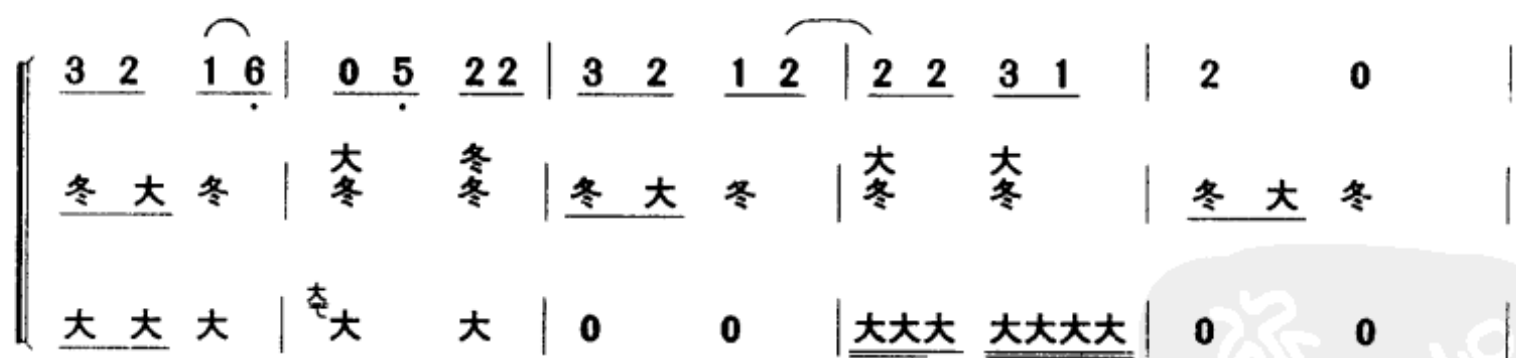 3 2 1 6 | 0 5 2 2 | 3 2 1 2 | 2 2 3 1 | 2 0 |
大 冬 大 大
冬 大 冬 | 冬 冬 | 冬 大 冬 | 冬 冬 | 冬 大 冬 |
大 大 大 | 大 大 大 | 0 0 | 大大大 大大大大 | 0 0